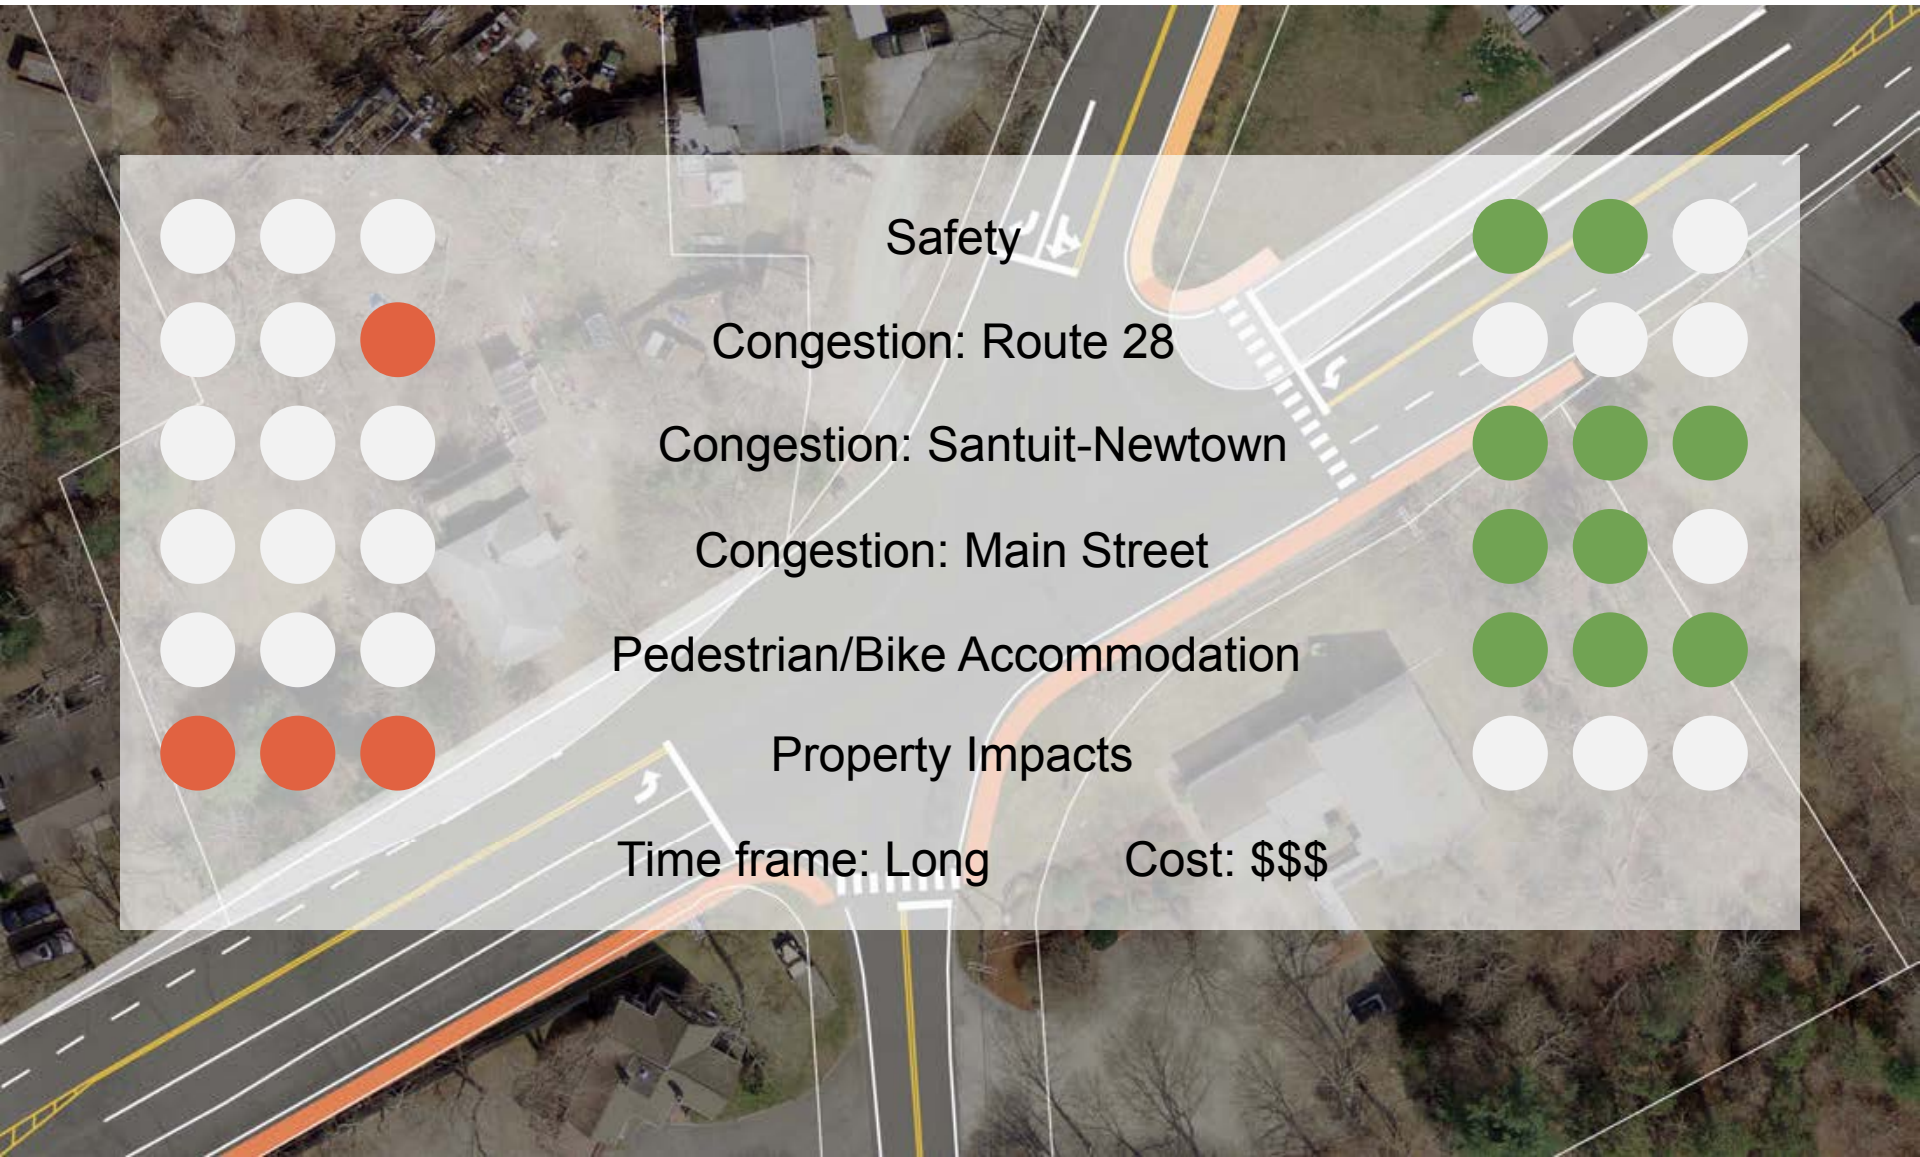 Safety
Congestion: Route 28
Congestion: Santuit-Newtown
Congestion: Main Street
Pedestrian/Bike Accommodation
Property Impacts
Time frame: Long Cost: $$$